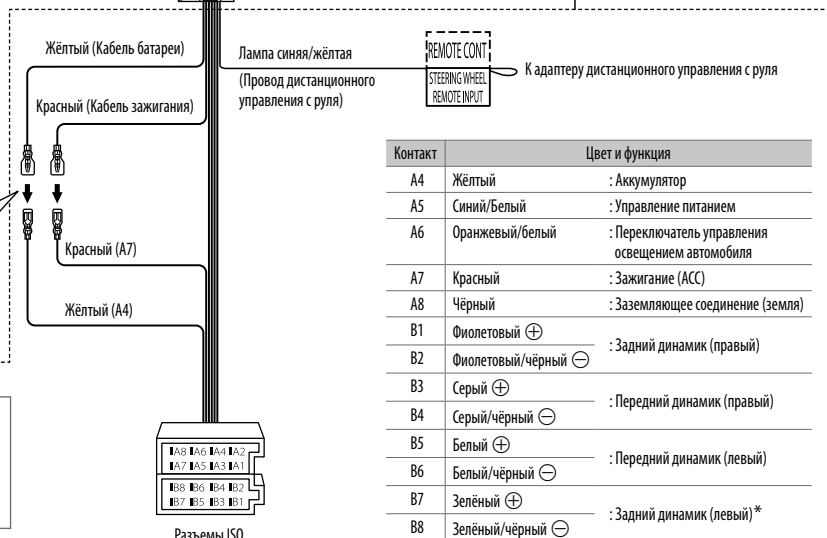 Жёлтый (Кабель батареи)
Лампа синяя/жёлтая
(Провод дистанционного
управления с руля)
REMOTE CONT
STEERING WHEEL
REMOTE INPUT
К адаптеру дистанционного управления с руля
Красный (Кабель зажигания)
Красный (A7)
Жёлтый (A4)
Контакт Цвет и функция
A4 Жёлтый : Аккумулятор
A5 Синий/Белый : Управление питанием
A6 Оранжевый/белый : Переключатель управления
освещением автомобиля
A7 Красный : Зажигание (ACC)
A8 Чёрный : Заземляющее соединение (земля)
B1 Фиолетовый ⊕
: Задний динамик (правый)
B2 Фиолетовый/чёрный ⊖
B3 Серый ⊕
: Передний динамик (правый)
B4 Серый/чёрный ⊖
B5 Белый ⊕
: Передний динамик (левый)
B6 Белый/чёрный ⊖
B7 Зелёный ⊕
: Задний динамик (левый)*
B8 Зелёный/чёрный ⊖
A8 A6 A4 A2
A7 A5 A3 A1
B8 B6 B4 B2
B7 B5 B3 B1
Разъемы ISO